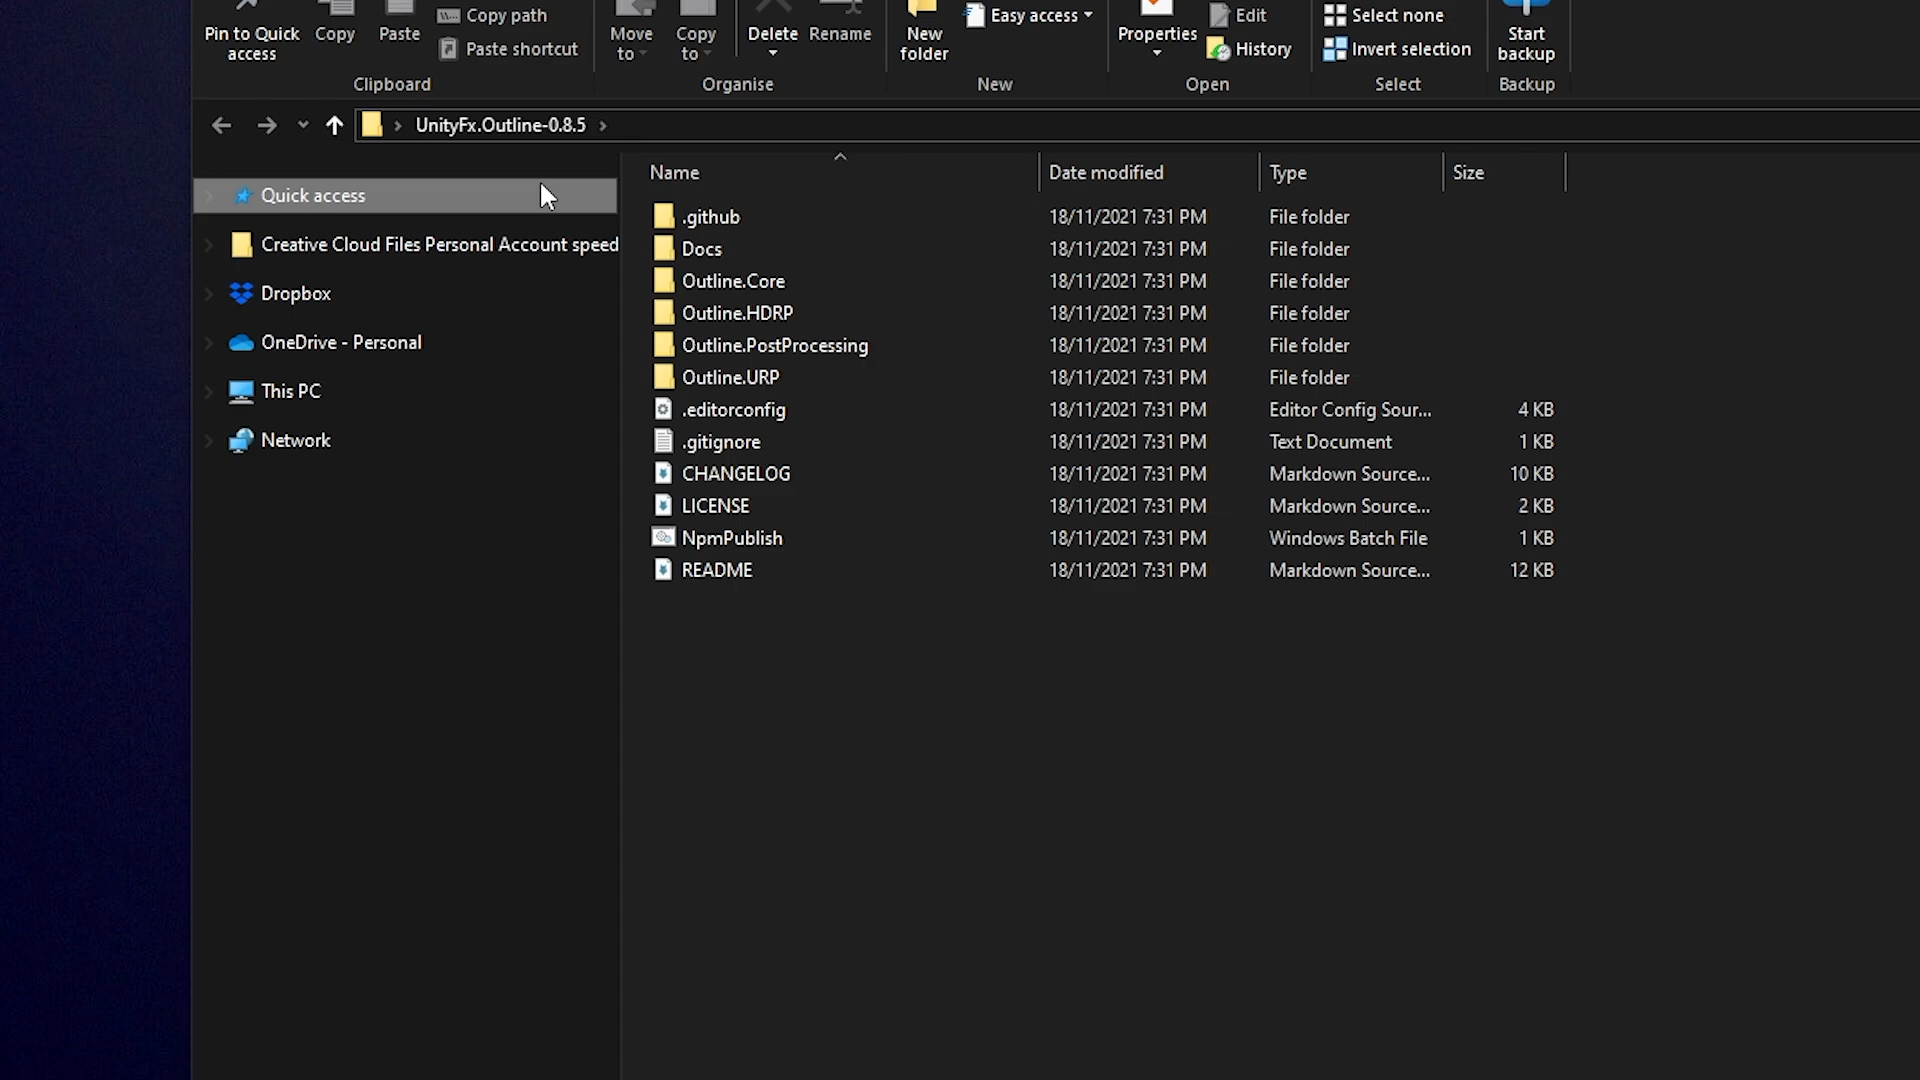 Pin to Quick access
Copy
Paste
Copy path
Paste shortcut
Clipboard
Move to
Copy to
Delete
Rename
Organise
New folder
Easy access
New
Properties
Edit
History
Open
Select none
Invert selection
Select
Start backup
Backup
UnityFx.Outline-0.8.5
Quick access
Creative Cloud Files Personal Account speed
Dropbox
OneDrive - Personal
This PC
Network
Name Date modified Type Size
.github 18/11/2021 7:31 PM File folder
Docs 18/11/2021 7:31 PM File folder
Outline.Core 18/11/2021 7:31 PM File folder
Outline.HDRP 18/11/2021 7:31 PM File folder
Outline.PostProcessing 18/11/2021 7:31 PM File folder
Outline.URP 18/11/2021 7:31 PM File folder
.editorconfig 18/11/2021 7:31 PM Editor Config Sour... 4 KB
.gitignore 18/11/2021 7:31 PM Text Document 1 KB
CHANGELOG 18/11/2021 7:31 PM Markdown Source... 10 KB
LICENSE 18/11/2021 7:31 PM Markdown Source... 2 KB
NpmPublish 18/11/2021 7:31 PM Windows Batch File 1 KB
README 18/11/2021 7:31 PM Markdown Source... 12 KB